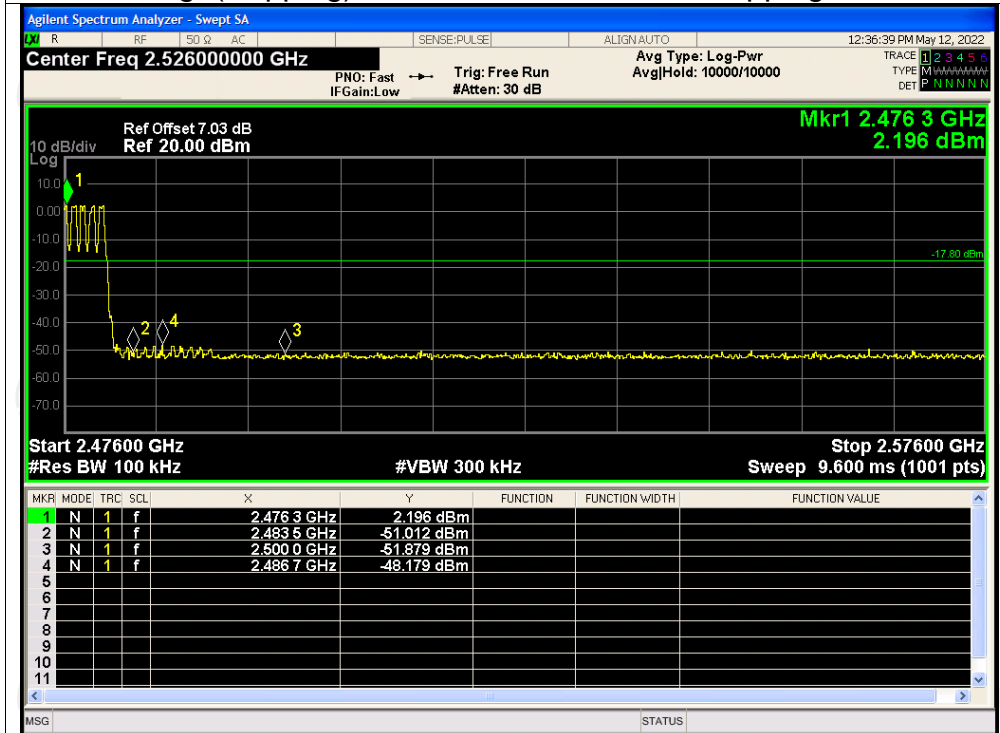 Agilent Spectrum Analyzer - Swept SA
LXI R RF 50 Ω AC SENSE:PULSE ALIGN AUTO 12:36:39 PM May 12, 2022
Center Freq 2.526000000 GHz Avg Type: Log-Pwr TRACE 1 2 3 4 5 6
PNO: Fast Trig: Free Run Avg|Hold: 10000/10000 TYPE M
IFGain:Low #Atten: 30 dB DET P N N N N N
Ref Offset 7.03 dB Mkr1 2.476 3 GHz
10 dB/div Ref 20.00 dBm 2.196 dBm
Log
10.0 1
0.00
-10.0
-17.80 dBm
-20.0
-30.0
-40.0
2 4 3
-50.0
-60.0
-70.0
Start 2.47600 GHz Stop 2.57600 GHz
#Res BW 100 kHz #VBW 300 kHz Sweep 9.600 ms (1001 pts)
MKR MODE TRC SCL X Y FUNCTION FUNCTION WIDTH FUNCTION VALUE
1 N 1 f 2.476 3 GHz 2.196 dBm
2 N 1 f 2.483 5 GHz -51.012 dBm
3 N 1 f 2.500 0 GHz -51.879 dBm
4 N 1 f 2.486 7 GHz -48.179 dBm
5
6
7
8
9
10
11
MSG STATUS